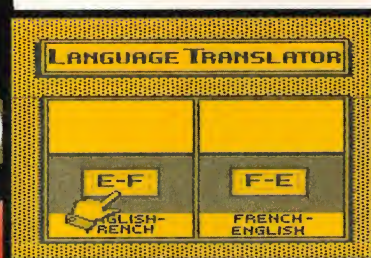 LANGUAGE TRANSLATOR
E-F
F-E
GLISH-
RENCH
FRENCH-
ENGLISH